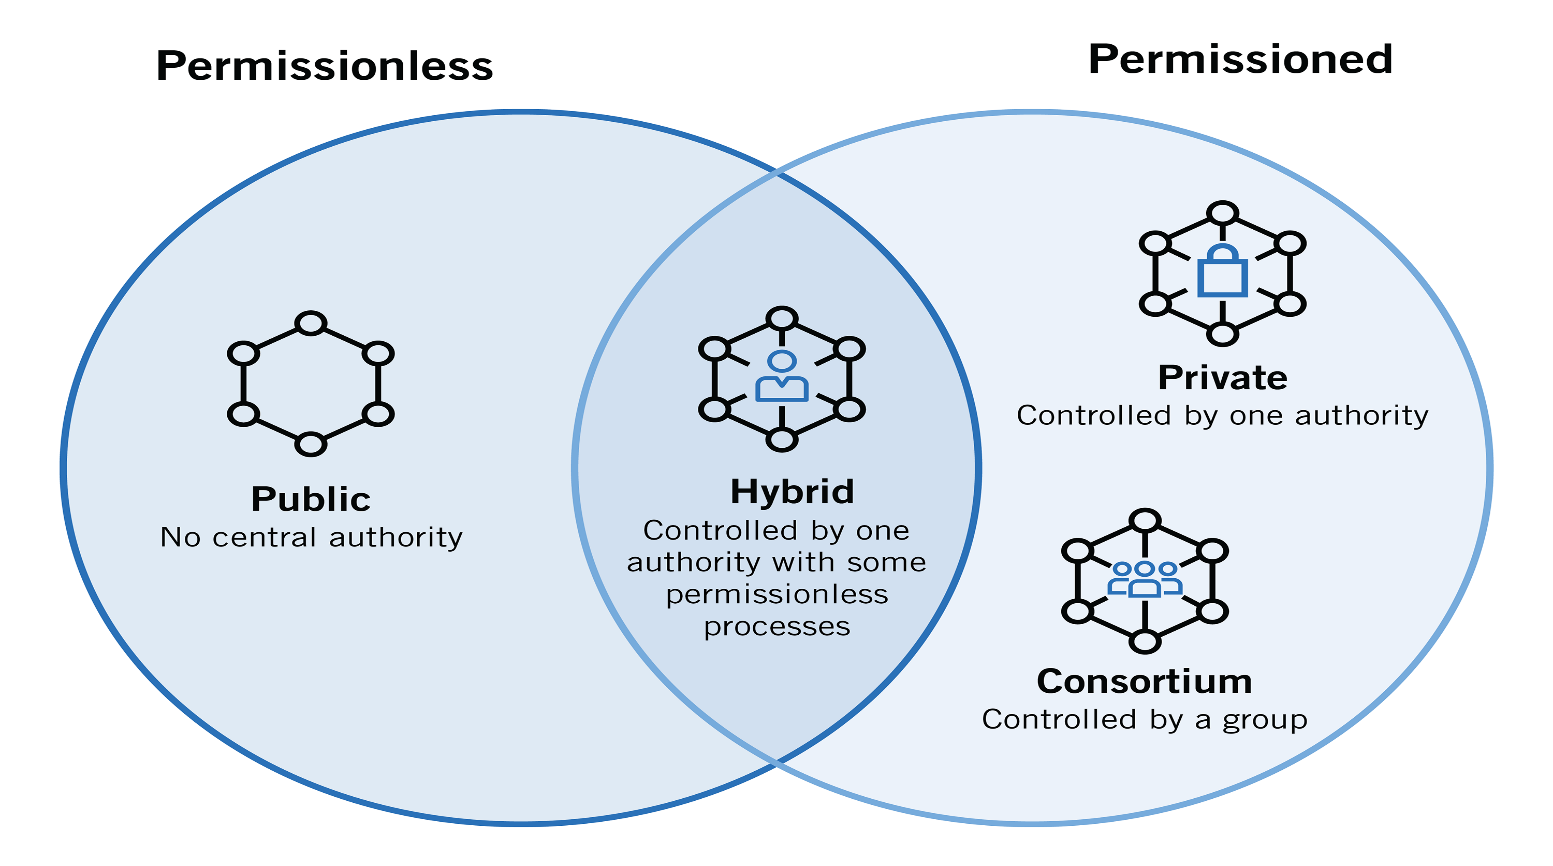 Permissionless
Permissioned
Public
No central authority
Hybrid
Controlled by one
authority with some
permissionless
processes
Private
Controlled by one authority
Consortium
Controlled by a group